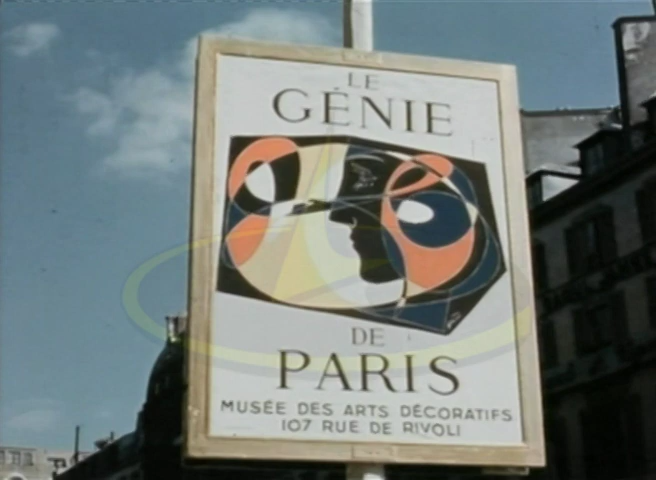 LE
GÉNIE
DE
PARIS
MUSÉE DES ARTS DÉCORATIFS
107 RUE DE RIVOLI